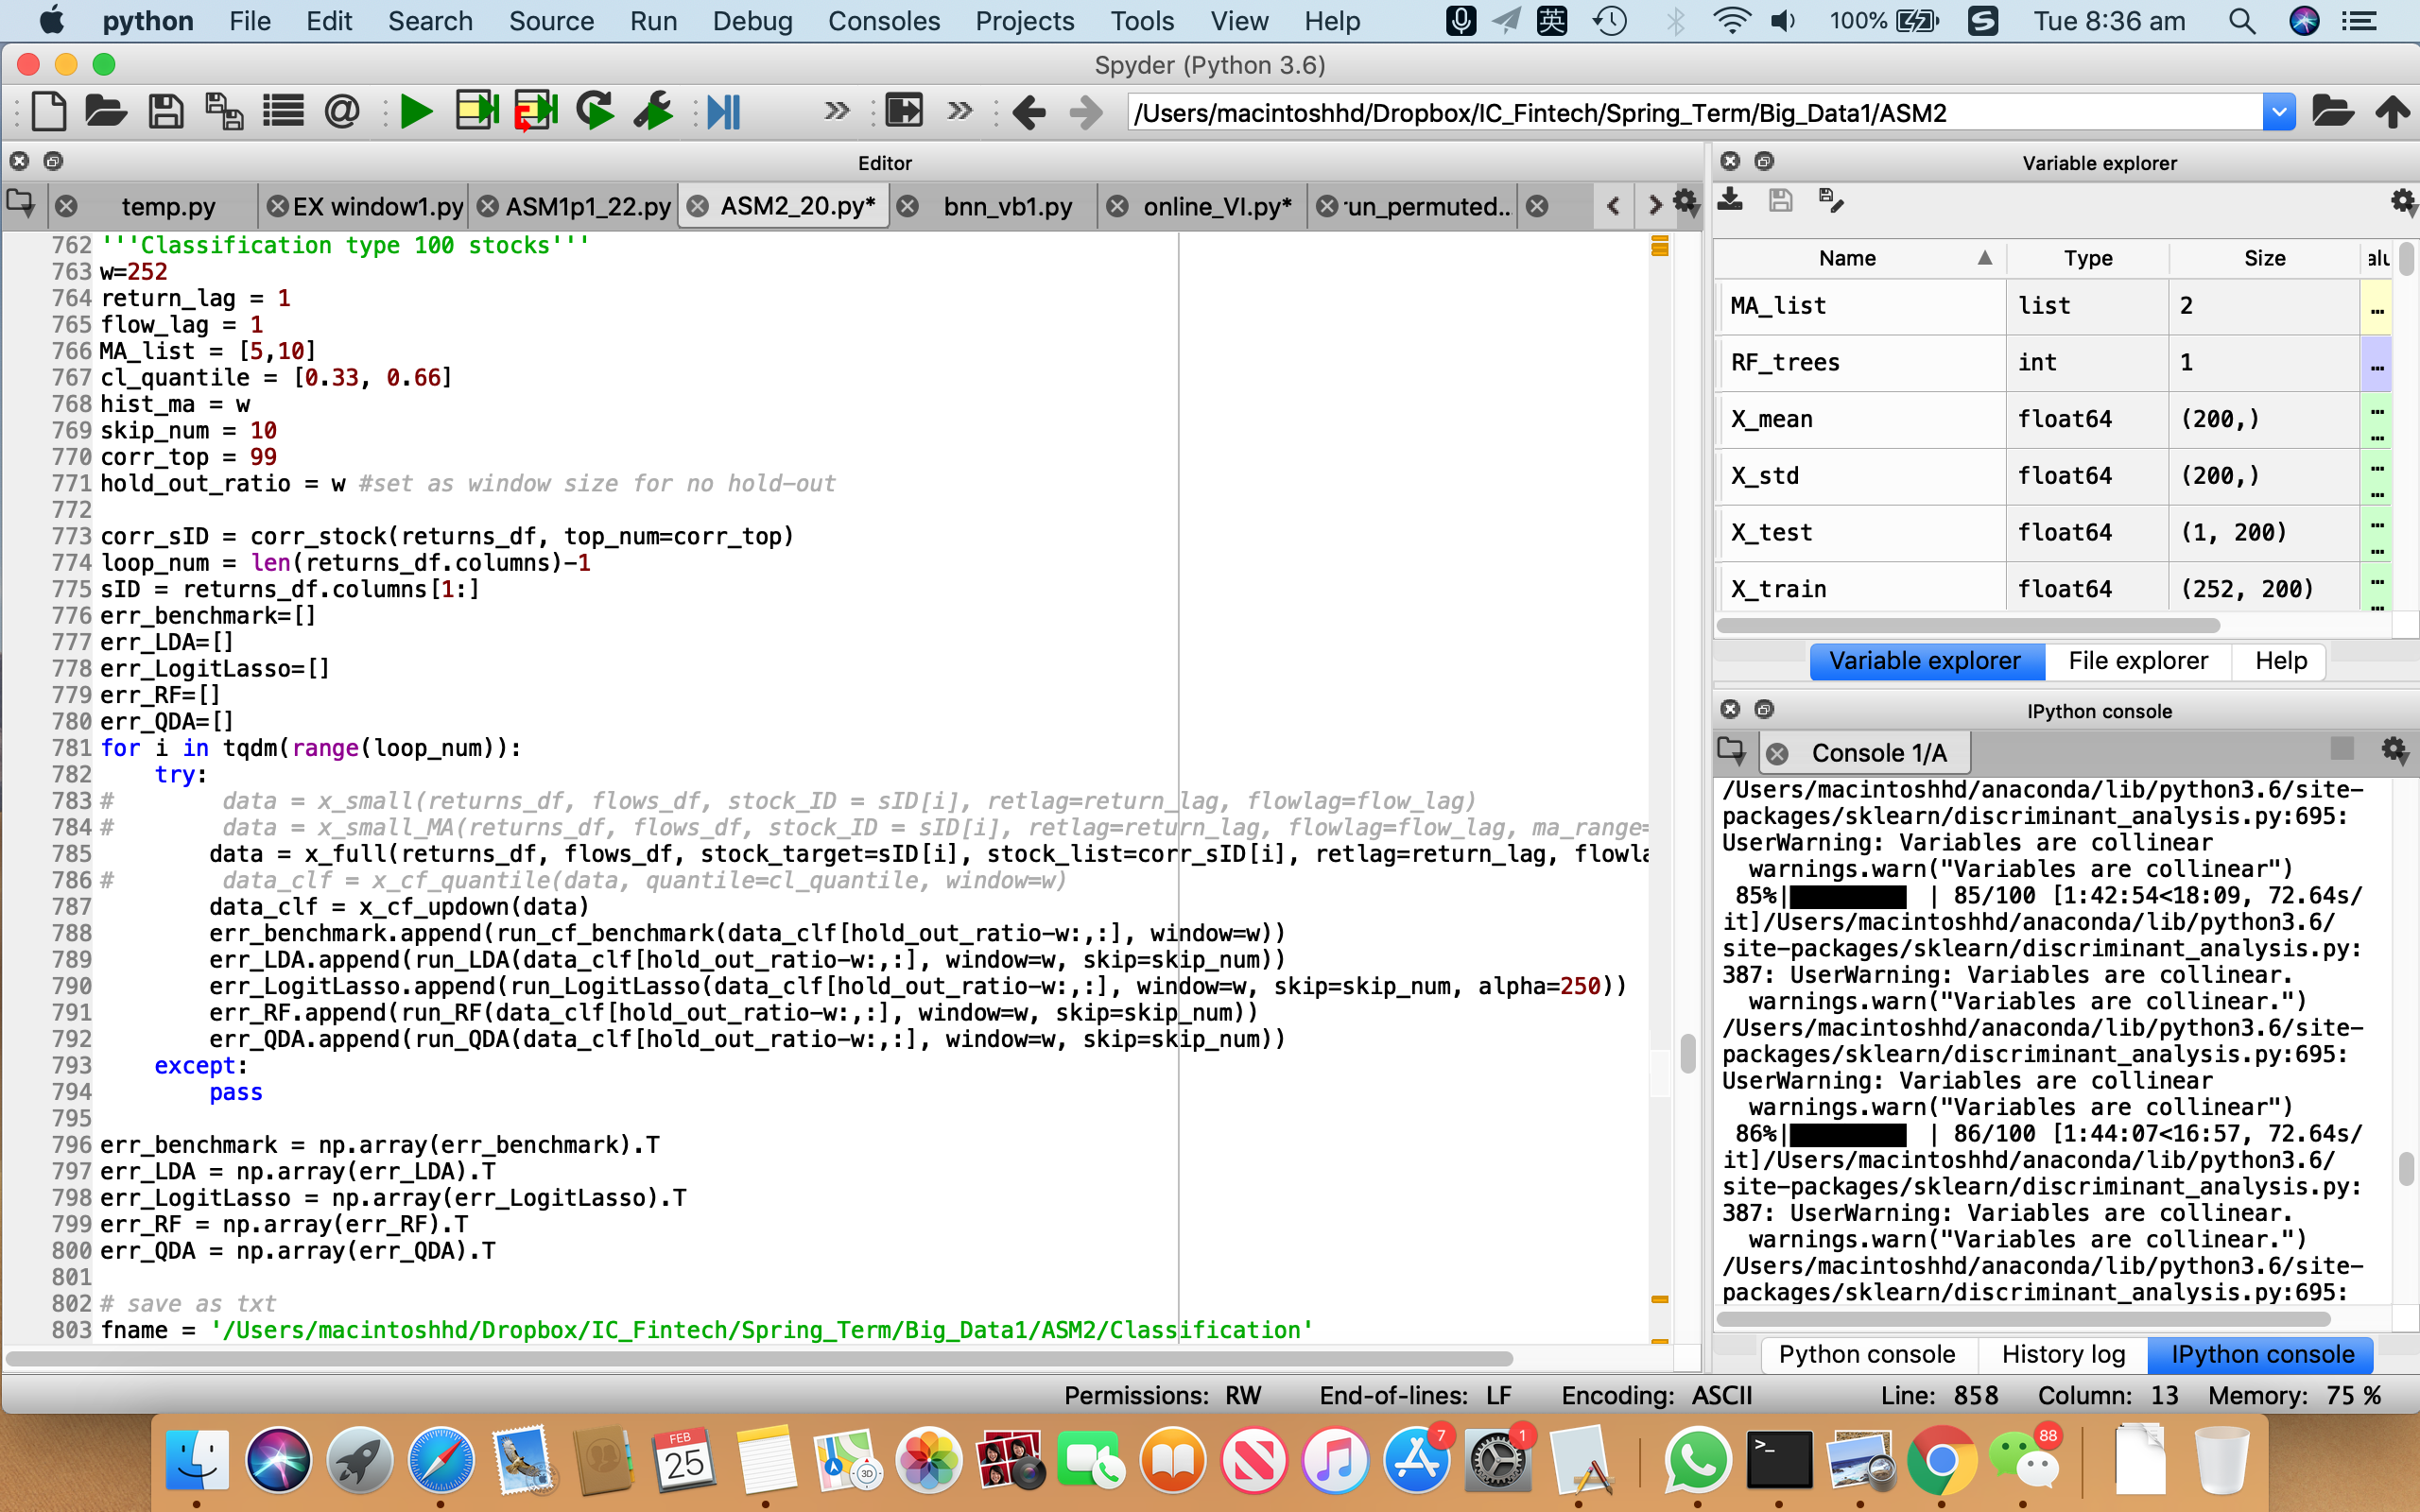 python File Edit Search Source Run Debug Consoles Projects Tools View Help 英 100% S Tue 8:36 am
Spyder (Python 3.6)
/Users/macintoshhd/Dropbox/IC_Fintech/Spring_Term/Big_Data1/ASM2
Editor
temp.py EX window1.py ASM1p1_22.py ASM2_20.py* bnn_vb1.py online_VI.py* run_permuted…
762 '''Classification type 100 stocks'''
763 w=252
764 return_lag = 1
765 flow_lag = 1
766 MA_list = [5,10]
767 cl_quantile = [0.33, 0.66]
768 hist_ma = w
769 skip_num = 10
770 corr_top = 99
771 hold_out_ratio = w #set as window size for no hold-out
772
773 corr_sID = corr_stock(returns_df, top_num=corr_top)
774 loop_num = len(returns_df.columns)-1
775 sID = returns_df.columns[1:]
776 err_benchmark=[]
777 err_LDA=[]
778 err_LogitLasso=[]
779 err_RF=[]
780 err_QDA=[]
781 for i in tqdm(range(loop_num)):
782     try:
783 #        data = x_small(returns_df, flows_df, stock_ID = sID[i], retlag=return_lag, flowlag=flow_lag)
784 #        data = x_small_MA(returns_df, flows_df, stock_ID = sID[i], retlag=return_lag, flowlag=flow_lag, ma_range=
785         data = x_full(returns_df, flows_df, stock_target=sID[i], stock_list=corr_sID[i], retlag=return_lag, flowla
786 #        data_clf = x_cf_quantile(data, quantile=cl_quantile, window=w)
787         data_clf = x_cf_updown(data)
788         err_benchmark.append(run_cf_benchmark(data_clf[hold_out_ratio-w:,:], window=w))
789         err_LDA.append(run_LDA(data_clf[hold_out_ratio-w:,:], window=w, skip=skip_num))
790         err_LogitLasso.append(run_LogitLasso(data_clf[hold_out_ratio-w:,:], window=w, skip=skip_num, alpha=250))
791         err_RF.append(run_RF(data_clf[hold_out_ratio-w:,:], window=w, skip=skip_num))
792         err_QDA.append(run_QDA(data_clf[hold_out_ratio-w:,:], window=w, skip=skip_num))
793     except:
794         pass
795
796 err_benchmark = np.array(err_benchmark).T
797 err_LDA = np.array(err_LDA).T
798 err_LogitLasso = np.array(err_LogitLasso).T
799 err_RF = np.array(err_RF).T
800 err_QDA = np.array(err_QDA).T
801
802 # save as txt
803 fname = '/Users/macintoshhd/Dropbox/IC_Fintech/Spring_Term/Big_Data1/ASM2/Classification'
Variable explorer
Name Type Size
MA_list list 2
RF_trees int 1
X_mean float64 (200,)
X_std float64 (200,)
X_test float64 (1, 200)
X_train float64 (252, 200)
Variable explorer File explorer Help
IPython console
Console 1/A
/Users/macintoshhd/anaconda/lib/python3.6/site-
packages/sklearn/discriminant_analysis.py:695:
UserWarning: Variables are collinear
  warnings.warn("Variables are collinear")
 85%| | 85/100 [1:42:54<18:09, 72.64s/
it]/Users/macintoshhd/anaconda/lib/python3.6/
site-packages/sklearn/discriminant_analysis.py:
387: UserWarning: Variables are collinear.
  warnings.warn("Variables are collinear.")
/Users/macintoshhd/anaconda/lib/python3.6/site-
packages/sklearn/discriminant_analysis.py:695:
UserWarning: Variables are collinear
  warnings.warn("Variables are collinear")
 86%| | 86/100 [1:44:07<16:57, 72.64s/
it]/Users/macintoshhd/anaconda/lib/python3.6/
site-packages/sklearn/discriminant_analysis.py:
387: UserWarning: Variables are collinear.
  warnings.warn("Variables are collinear.")
/Users/macintoshhd/anaconda/lib/python3.6/site-
packages/sklearn/discriminant_analysis.py:695:
Python console History log IPython console
Permissions: RW End-of-lines: LF Encoding: ASCII Line: 858 Column: 13 Memory: 75 %
FEB
25
3D
7
1
>_
88